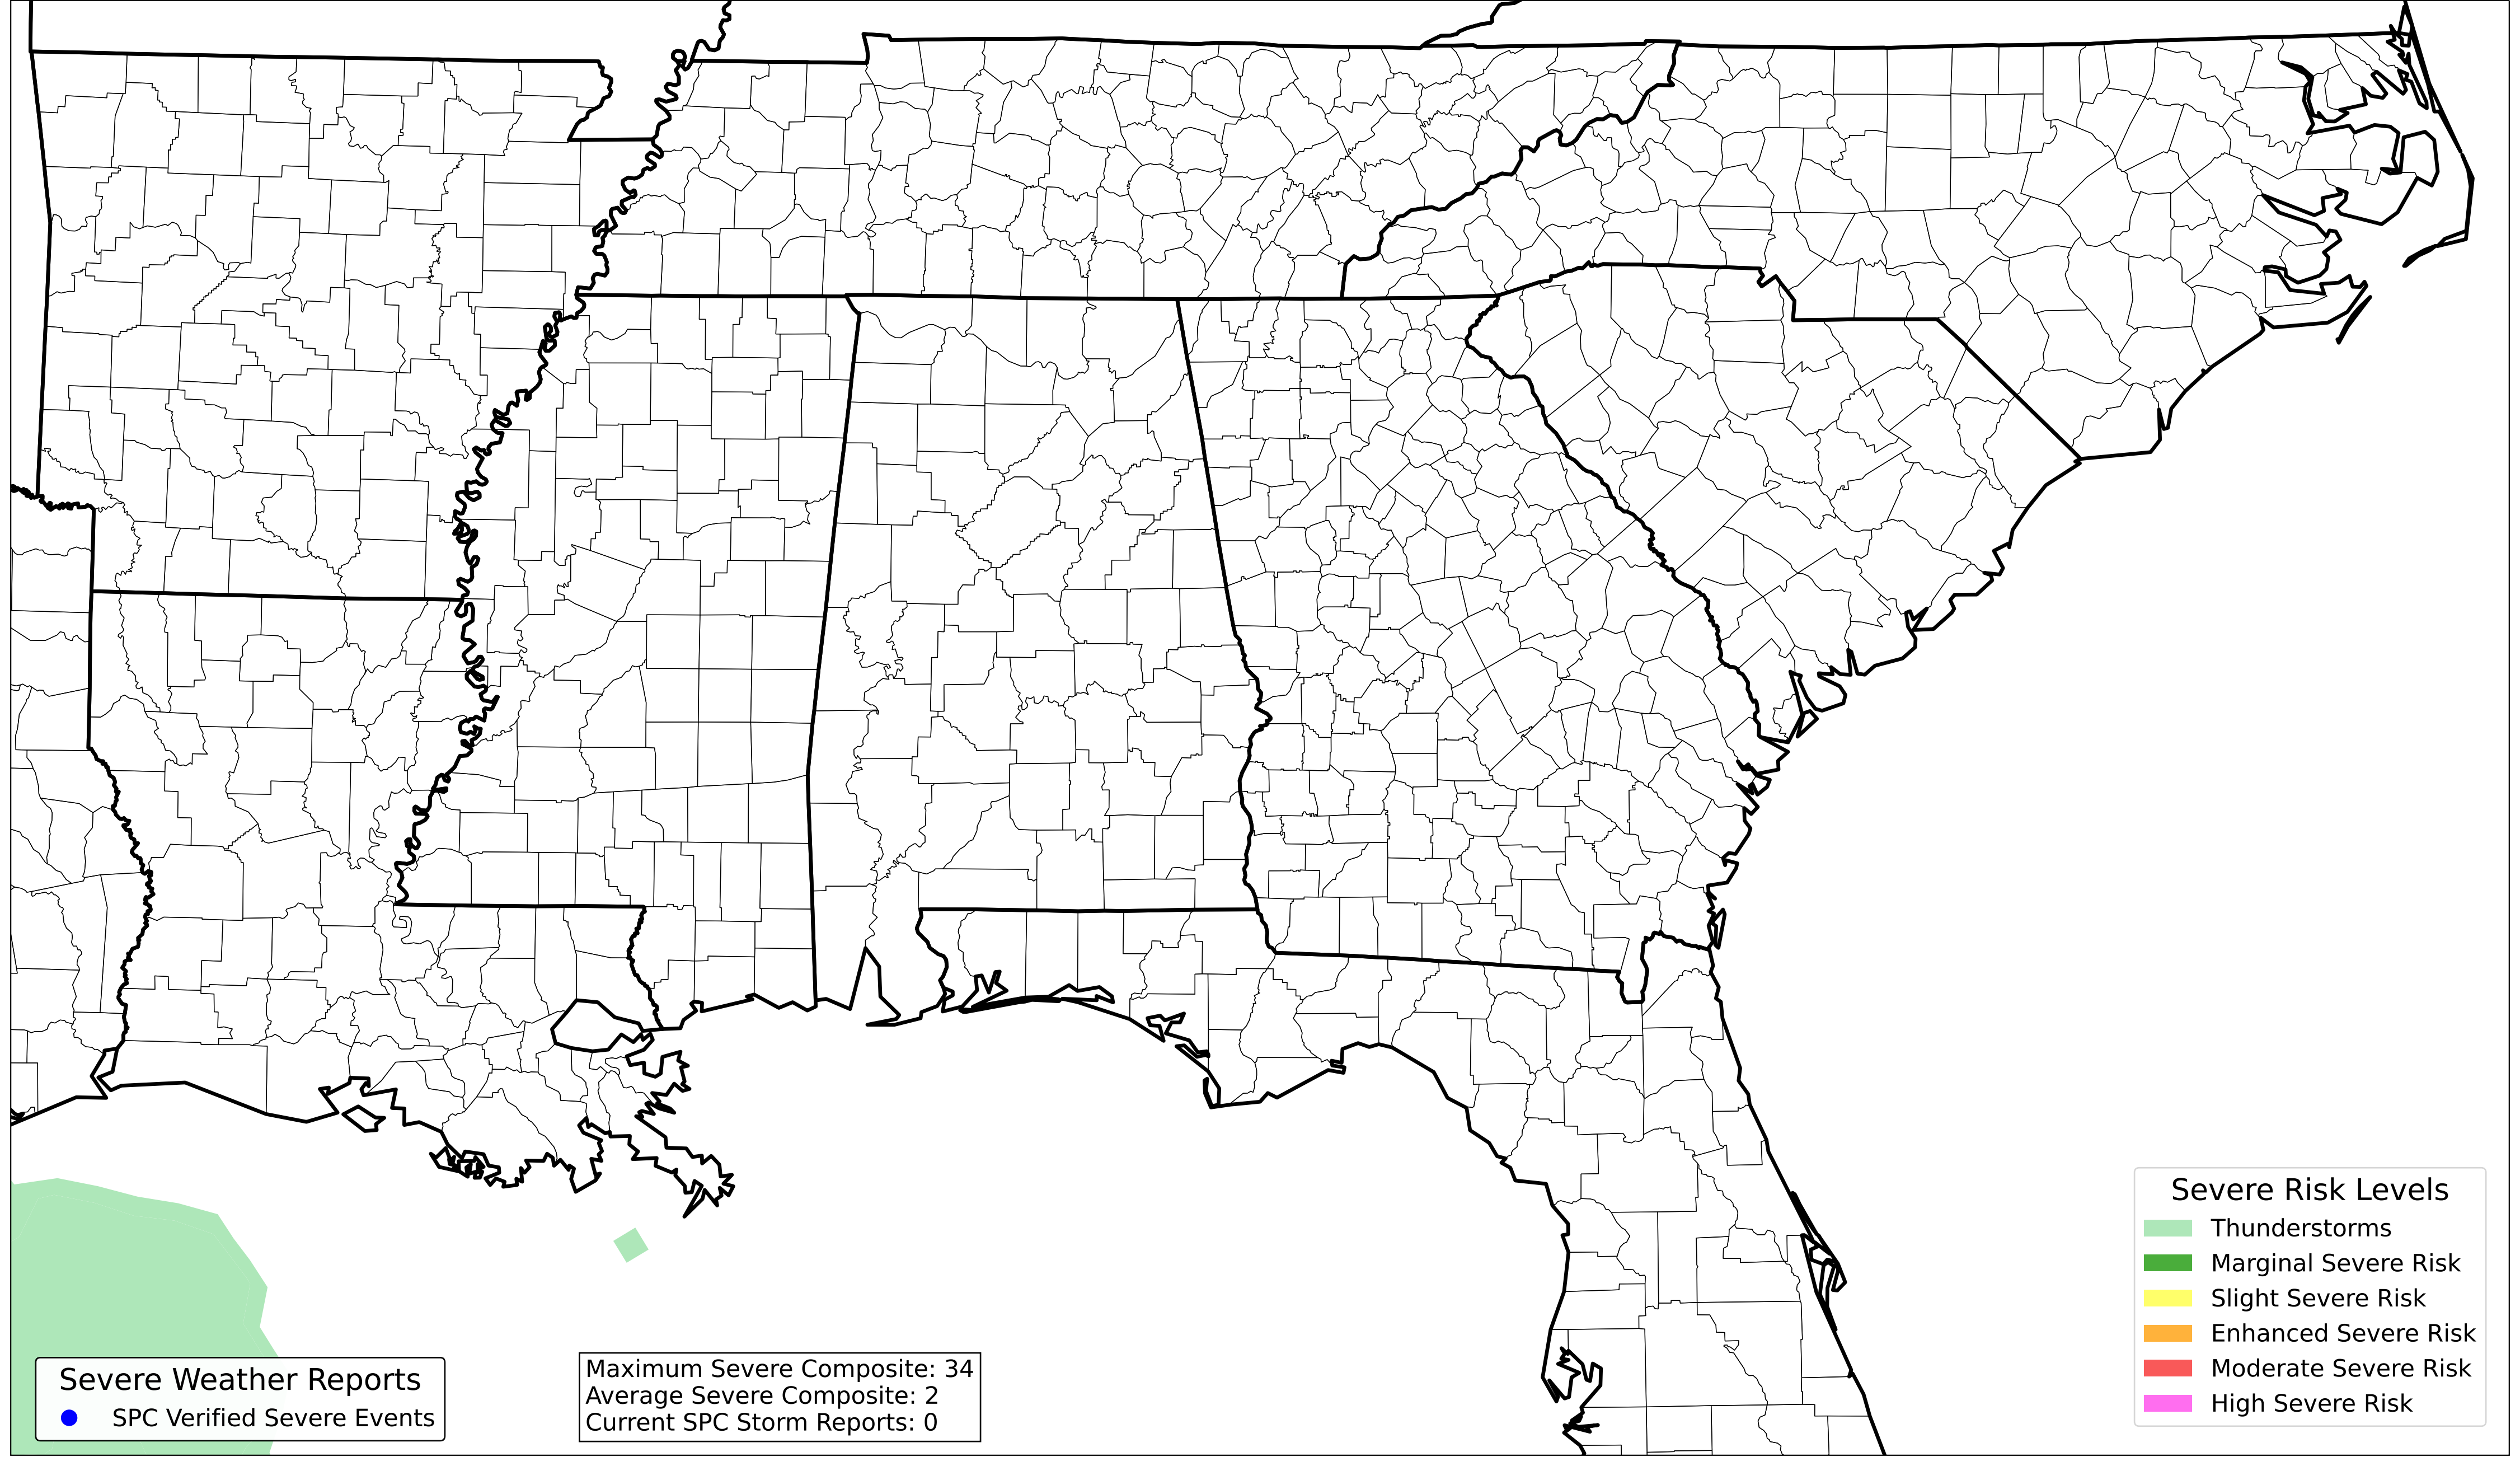 Severe Risk Levels
Thunderstorms
Marginal Severe Risk
Slight Severe Risk
Enhanced Severe Risk
Moderate Severe Risk
High Severe Risk
Severe Weather Reports
SPC Verified Severe Events
Maximum Severe Composite: 34
Average Severe Composite: 2
Current SPC Storm Reports: 0